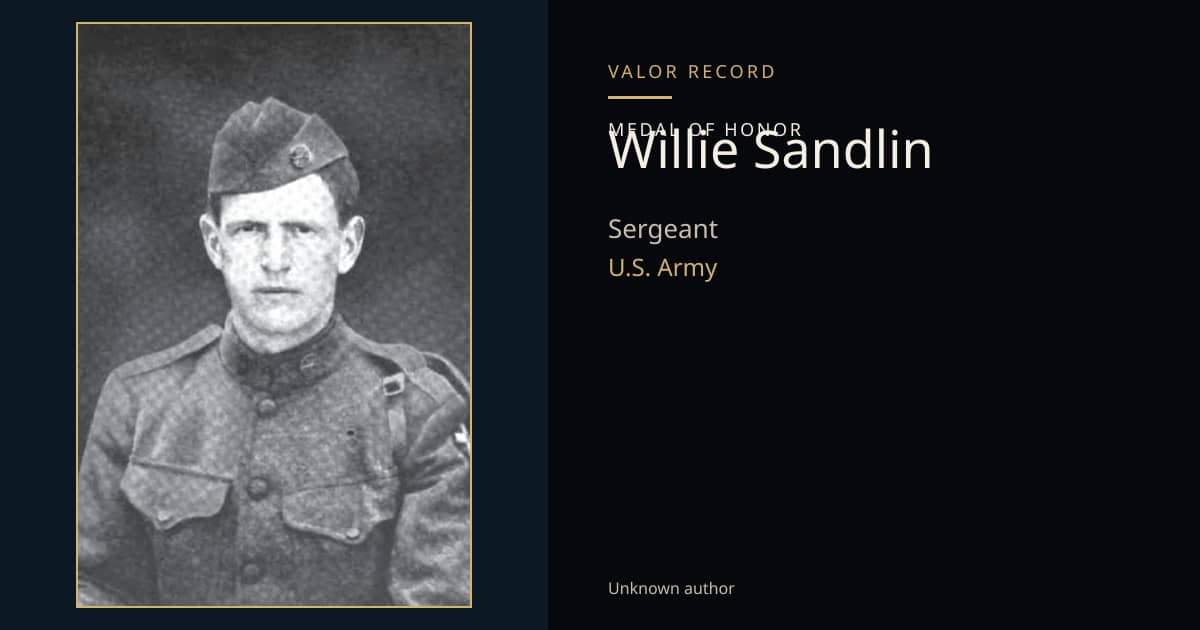 VALOR RECORD
MEDAL OF HONOR
Willie Sandlin
Sergeant
U.S. Army
Unknown author